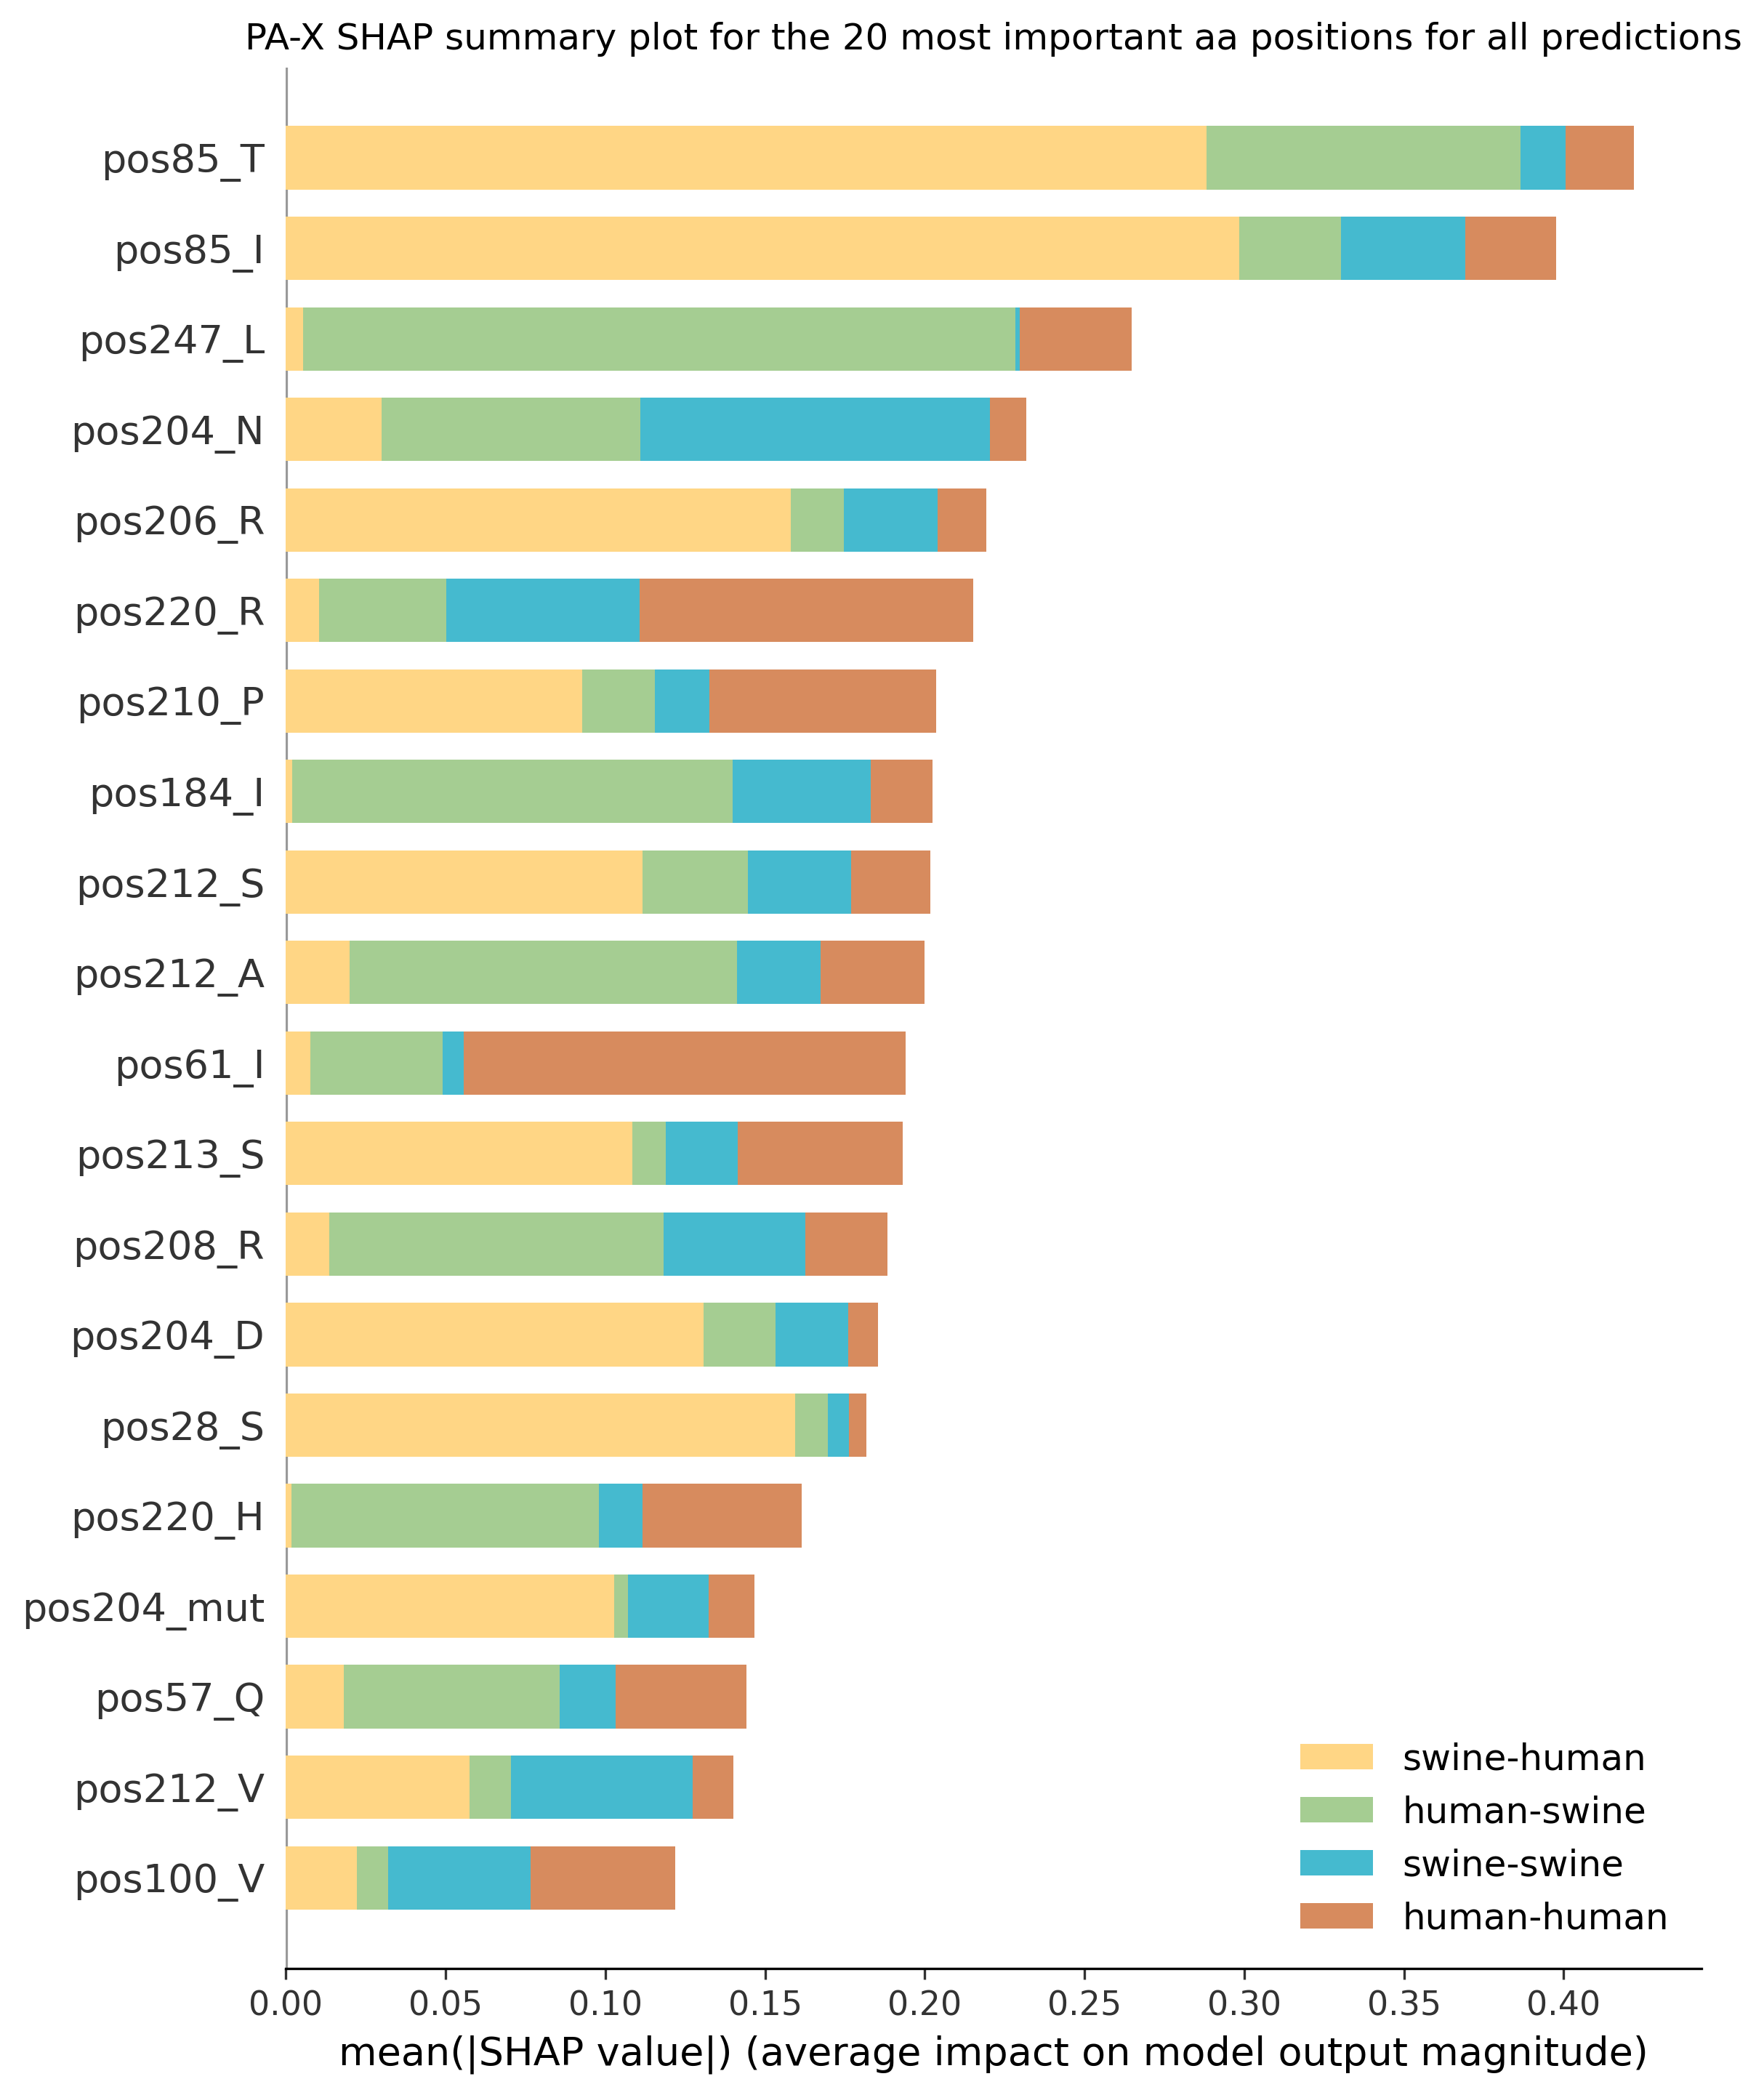 PA-X SHAP summary plot for the 20 most important aa positions for all predictions
pos85_T
pos85_I
pos247_L
pos204_N
pos206_R
pos220_R
pos210_P
pos184_I
pos212_S
pos212_A
pos61_I
pos213_S
pos208_R
pos204_D
pos28_S
pos220_H
pos204_mut
pos57_Q
pos212_V
pos100_V
swine-human
human-swine
swine-swine
human-human
0.00 0.05 0.10 0.15 0.20 0.25 0.30 0.35 0.40
mean(|SHAP value|) (average impact on model output magnitude)